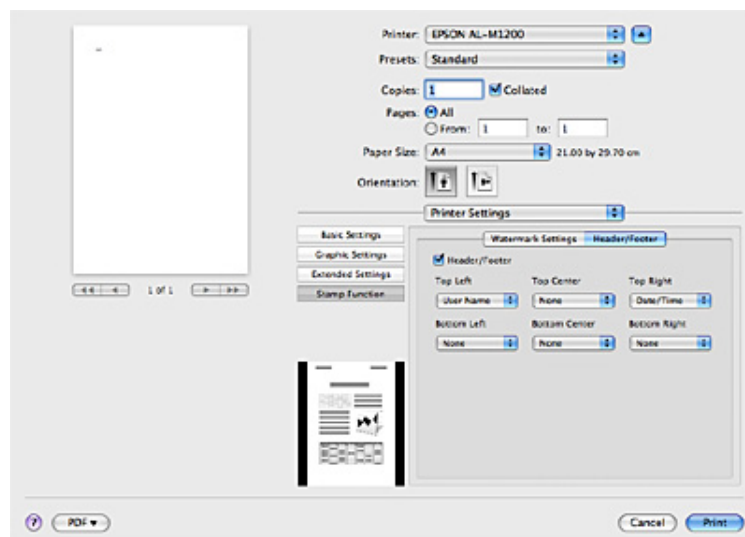 Printer: EPSON AL-M1200
Presets: Standard
Copies: 1 Collated
Pages: All
From: 1 to: 1
Paper Size: A4 21.00 by 29.70 cm
Orientation:
Printer Settings
Basic Settings
Graphic Settings
Extended Settings
Stamp Function
Watermark Settings Header/Footer
Header/Footer
Top Left Top Center Top Right
User Name None Date/Time
Bottom Left Bottom Center Bottom Right
None None None
1 of 1
? PDF Cancel Print